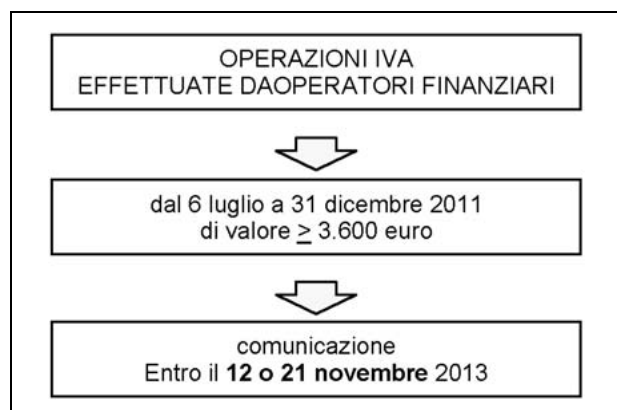 OPERAZIONI IVA
EFFETTUATE DAOPERATORI FINANZIARI
dal 6 luglio a 31 dicembre 2011
di valore ≥ 3.600 euro
comunicazione
Entro il 12 o 21 novembre 2013